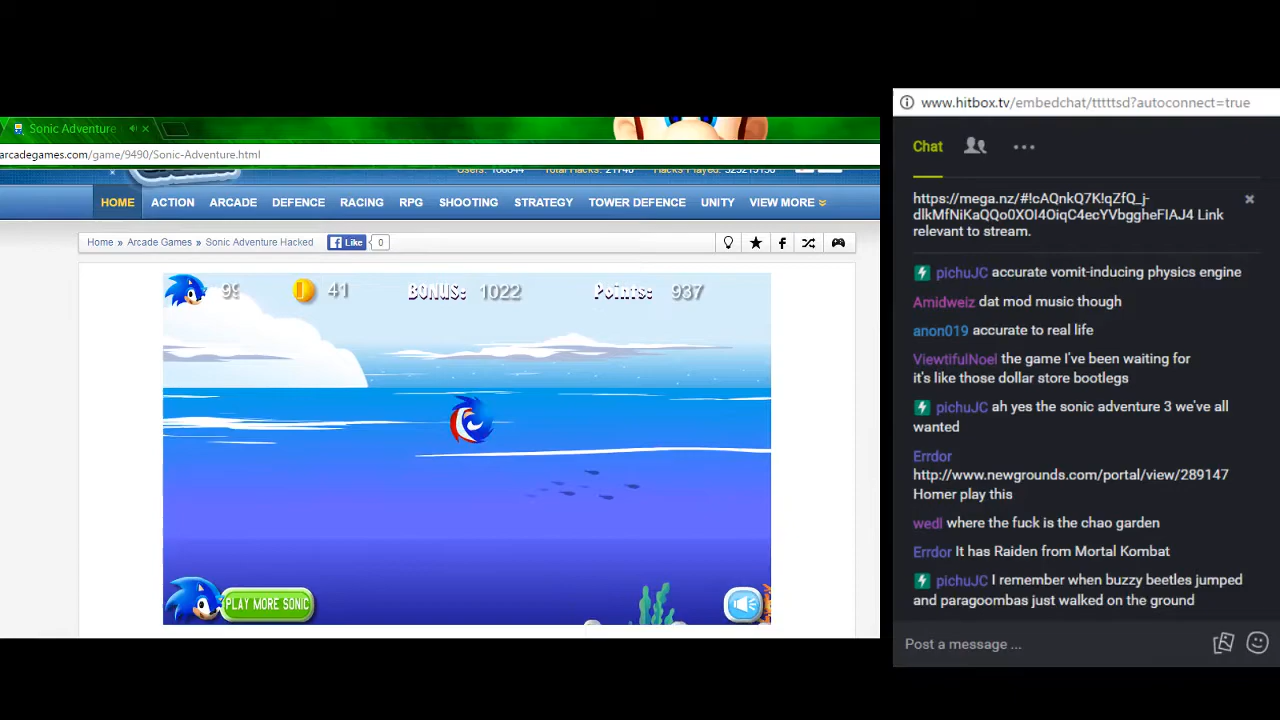 Sonic Adventure
arcadegames.com/game/9490/Sonic-Adventure.html
HOME ACTION ARCADE DEFENCE RACING RPG SHOOTING STRATEGY TOWER DEFENCE UNITY VIEW MORE
Home » Arcade Games » Sonic Adventure Hacked Like 0
41 BONUS: 1022 Points: 937
PLAY MORE SONIC
www.hitbox.tv/embedchat/tttttsd?autoconnect=true
Chat
https://mega.nz/#!cAQnkQ7K!qZfQ_j-
dlkMfNiKaQQo0XOI4OiqC4ecYVbggheFIAJ4 Link
relevant to stream.
pichuJC accurate vomit-inducing physics engine
Amidweiz dat mod music though
anon019 accurate to real life
ViewtifulNoel the game I've been waiting for
it's like those dollar store bootlegs
pichuJC ah yes the sonic adventure 3 we've all
wanted
Errdor
http://www.newgrounds.com/portal/view/289147
Homer play this
wedl where the fuck is the chao garden
Errdor It has Raiden from Mortal Kombat
pichuJC I remember when buzzy beetles jumped
and paragoombas just walked on the ground
Post a message ...